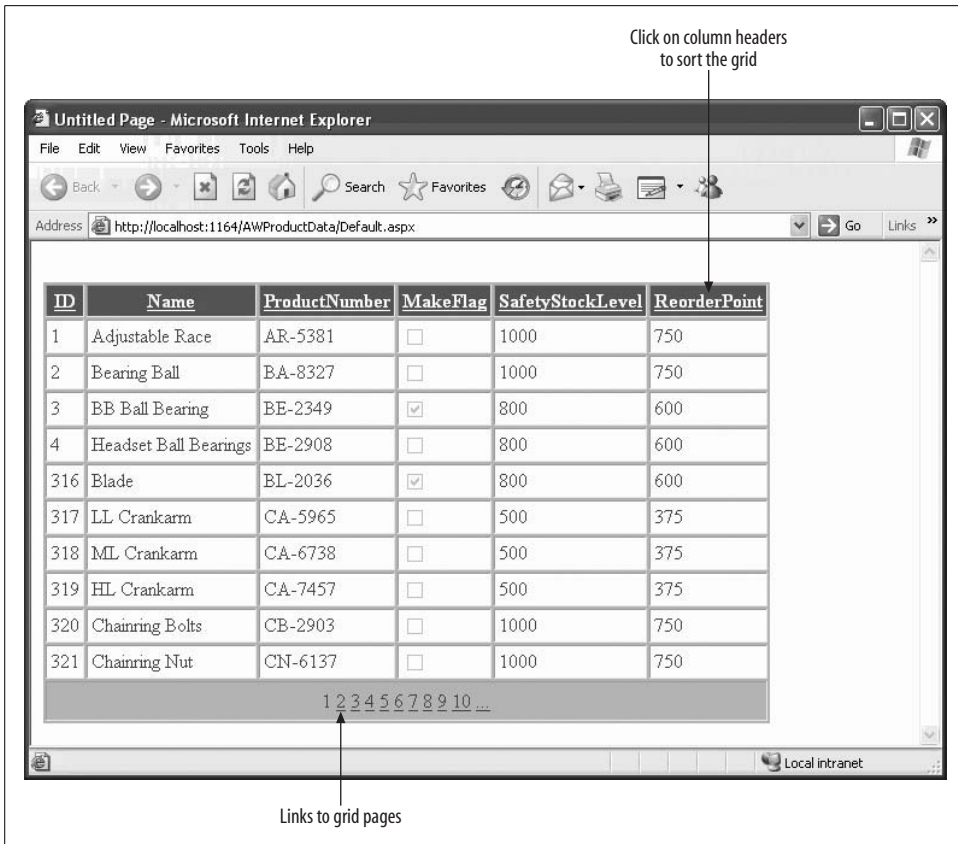 Click on column headers
to sort the grid
Untitled Page - Microsoft Internet Explorer
File Edit View Favorites Tools Help
Back Search Favorites
Address http://localhost:1164/AWProductData/Default.aspx Go Links »
ID Name ProductNumber MakeFlag SafetyStockLevel ReorderPoint
1 Adjustable Race AR-5381 1000 750
2 Bearing Ball BA-8327 1000 750
3 BB Ball Bearing BE-2349 800 600
4 Headset Ball Bearings BE-2908 800 600
316 Blade BL-2036 800 600
317 LL Crankarm CA-5965 500 375
318 ML Crankarm CA-6738 500 375
319 HL Crankarm CA-7457 500 375
320 Chainring Bolts CB-2903 1000 750
321 Chainring Nut CN-6137 1000 750
1 2 3 4 5 6 7 8 9 10 ...
Local intranet
Links to grid pages